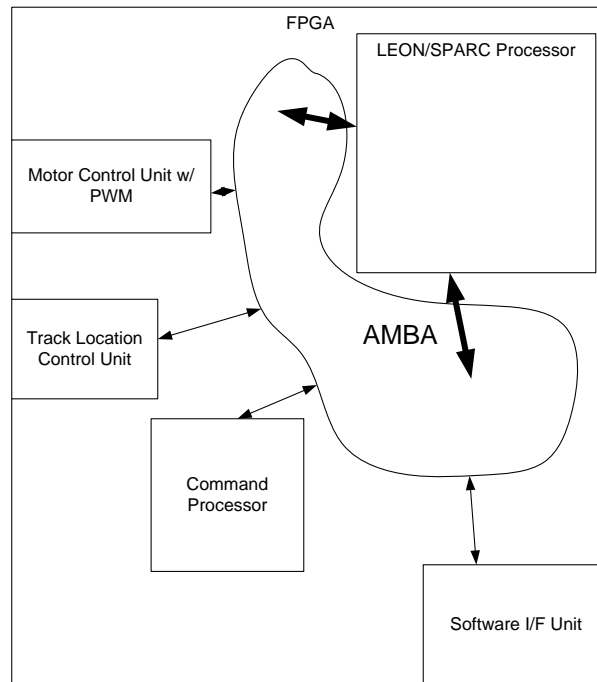 FPGA
LEON/SPARC Processor
Motor Control Unit w/
PWM
Track Location
Control Unit
AMBA
Command
Processor
Software I/F Unit